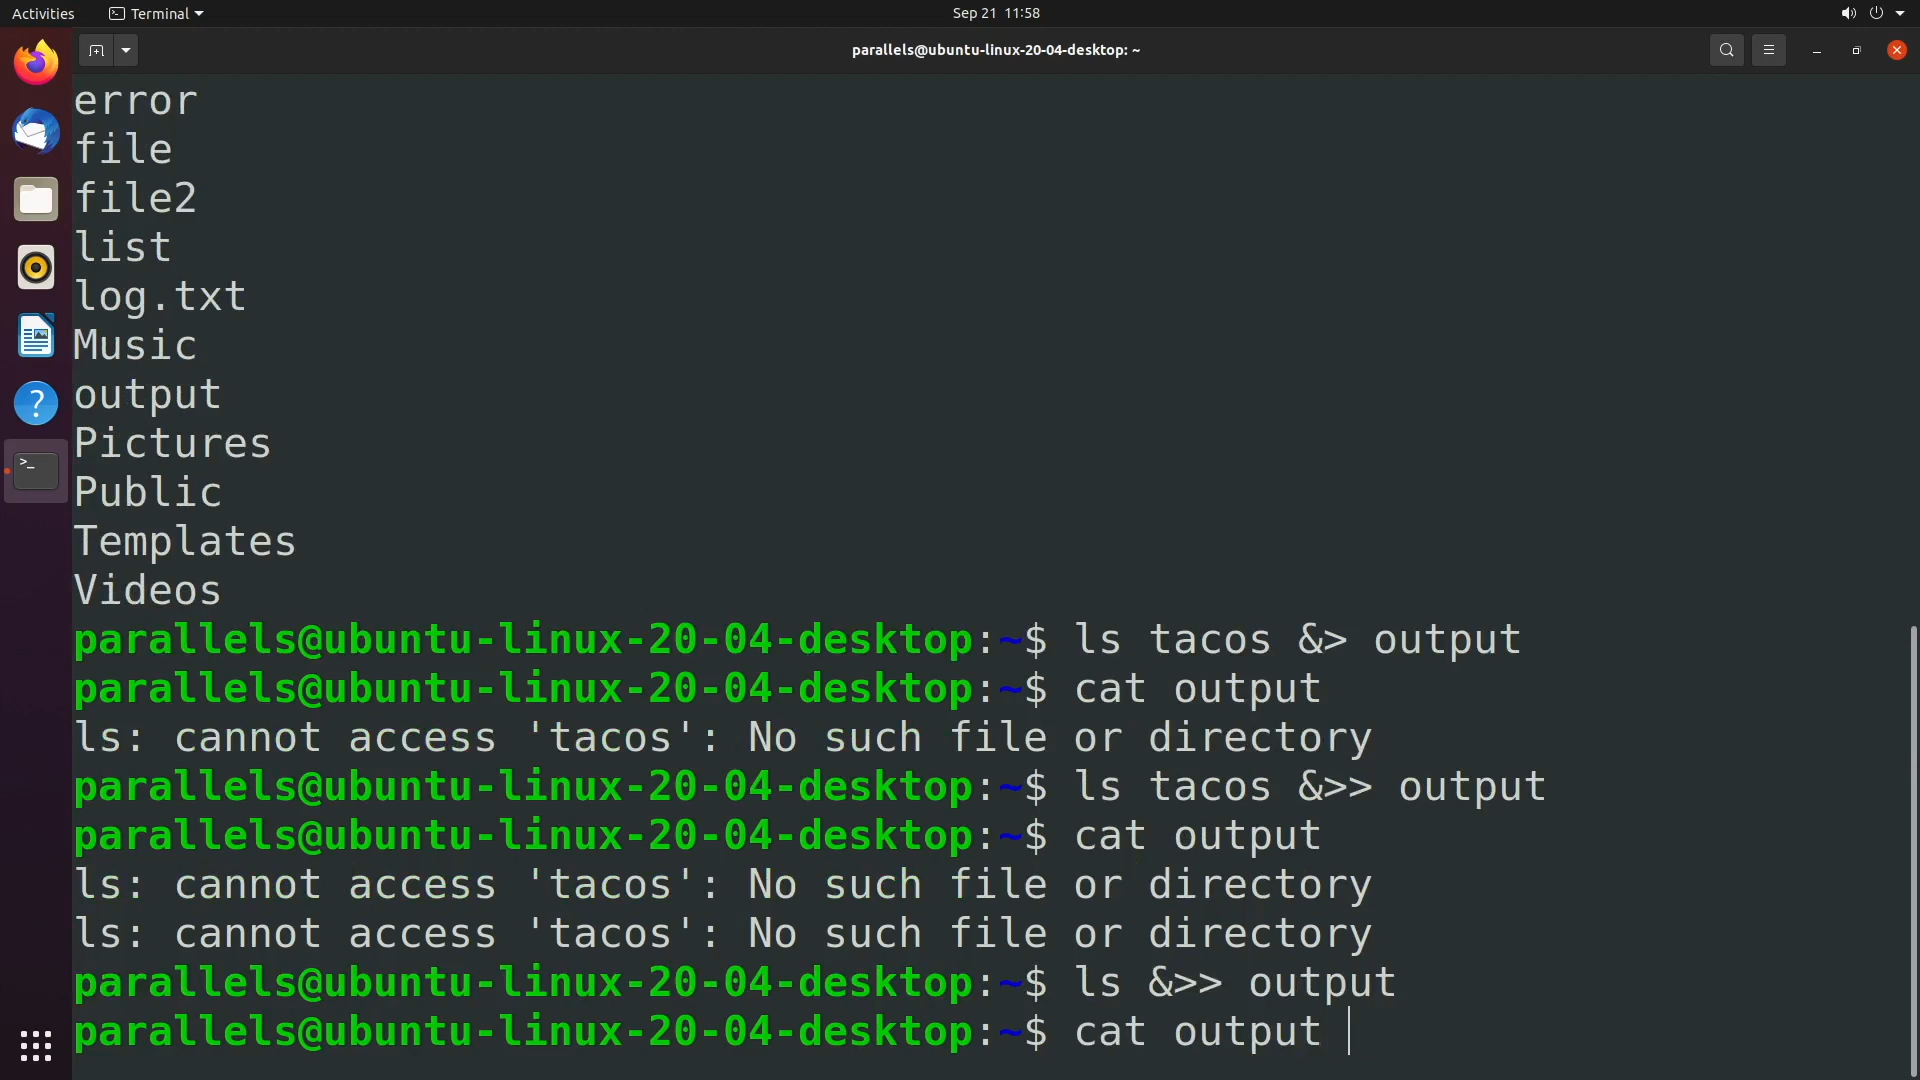 Activities
Terminal
Sep 21 11:58
parallels@ubuntu-linux-20-04-desktop: ~
error
file
file2
list
log.txt
Music
output
Pictures
Public
Templates
Videos
parallels@ubuntu-linux-20-04-desktop:~$ ls tacos &> output
parallels@ubuntu-linux-20-04-desktop:~$ cat output
ls: cannot access 'tacos': No such file or directory
parallels@ubuntu-linux-20-04-desktop:~$ ls tacos &>> output
parallels@ubuntu-linux-20-04-desktop:~$ cat output
ls: cannot access 'tacos': No such file or directory
ls: cannot access 'tacos': No such file or directory
parallels@ubuntu-linux-20-04-desktop:~$ ls &>> output
parallels@ubuntu-linux-20-04-desktop:~$ cat output